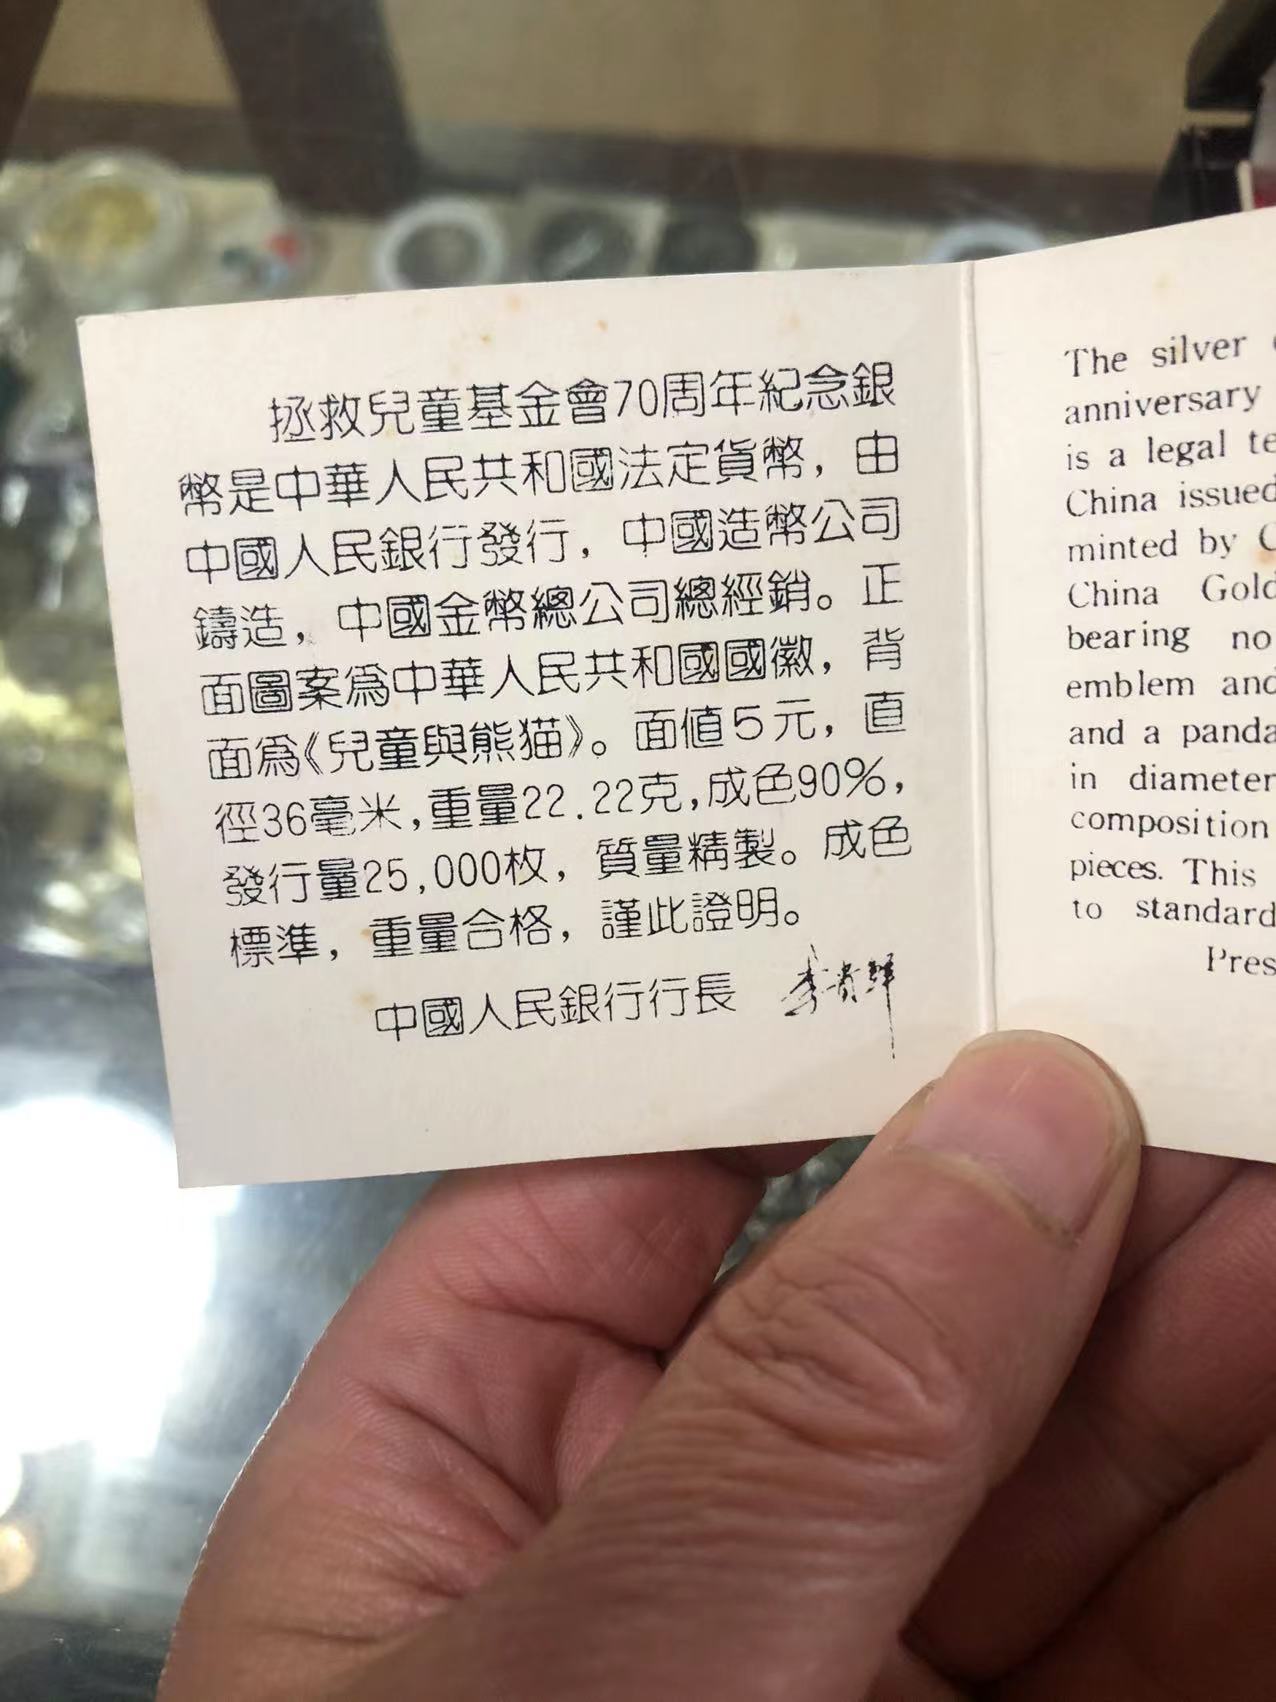 拯救兒童基金會70周年紀念銀
幣是中華人民共和國法定貨幣，由
中國人民銀行發行，中國造幣公司
鑄造，中國金幣總公司總經銷。正
面圖案爲中華人民共和國國徽，背
面爲《兒童與熊猫》。面值5元，直
徑36毫米，重量22.22克，成色90%，
發行量25,000枚，質量精製。成色
標準，重量合格，謹此證明。
中國人民銀行行長 李貴鮮
The silver
anniversary
is a legal te
China issued
minted by C
China Gold
bearing no
emblem and
and a panda
in diameter
composition
pieces. This
to standard
Pres